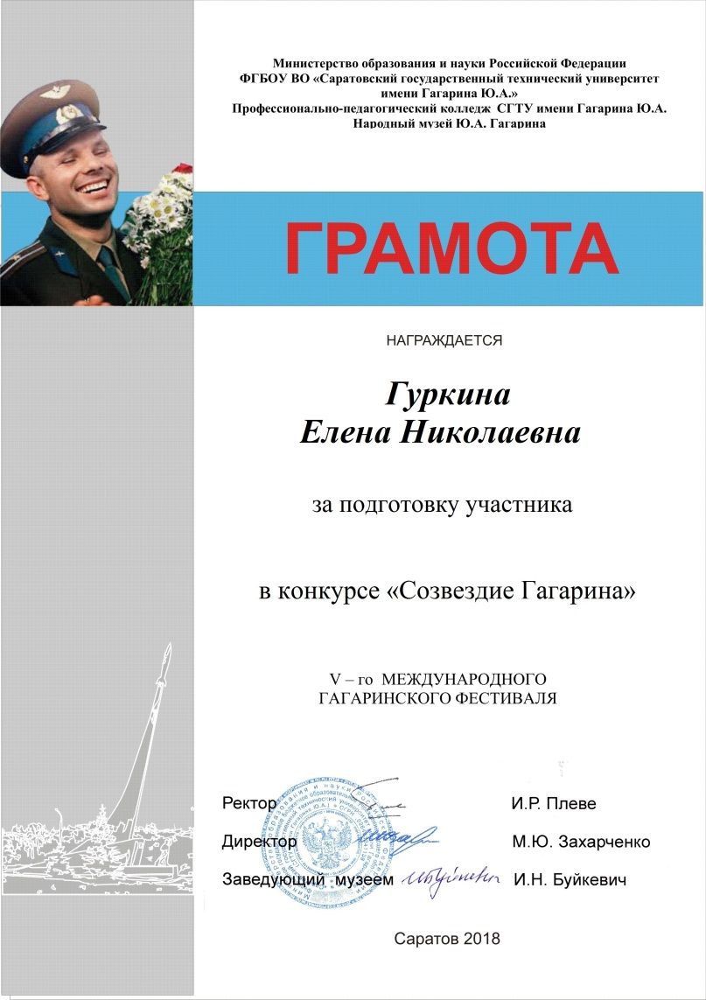 Министерство образования и науки Российской Федерации
ФГБОУ ВО «Саратовский государственный технический университет
имени Гагарина Ю.А.»
Профессионально-педагогический колледж СГТУ имени Гагарина Ю.А.
Народный музей Ю.А. Гагарина
ГРАМОТА
НАГРАЖДАЕТСЯ
Гуркина
Елена Николаевна
за подготовку участника
в конкурсе «Созвездие Гагарина»
V – го МЕЖДУНАРОДНОГО
ГАГАРИНСКОГО ФЕСТИВАЛЯ
Ректор И.Р. Плеве
Директор М.Ю. Захарченко
Заведующий музеем И.Н. Буйкевич
Саратов 2018